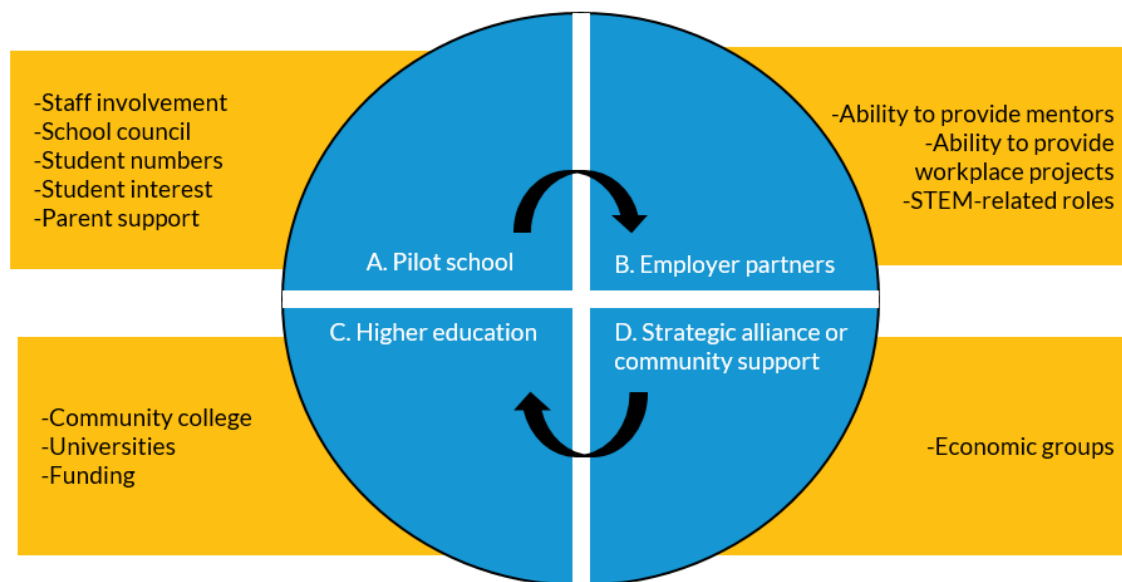 -Staff involvement
-School council
-Student numbers
-Student interest
-Parent support
-Ability to provide mentors
-Ability to provide
workplace projects
-STEM-related roles
A. Pilot school
B. Employer partners
C. Higher education
D. Strategic alliance or
community support
-Community college
-Universities
-Funding
-Economic groups